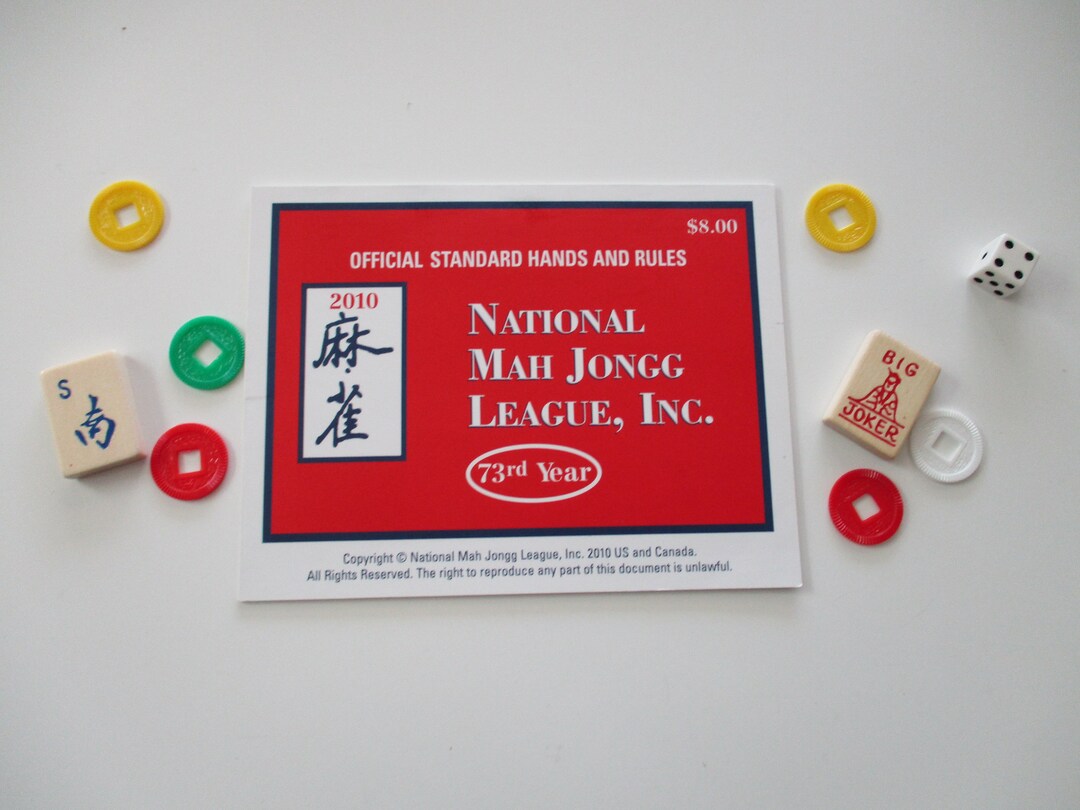 $8.00
OFFICIAL STANDARD HANDS AND RULES
2010
麻
雀
NATIONAL
MAH JONGG
LEAGUE, INC.
73rd Year
Copyright © National Mah Jongg League, Inc. 2010 US and Canada.
All Rights Reserved. The right to reproduce any part of this document is unlawful.
S
南
BIG
JOKER